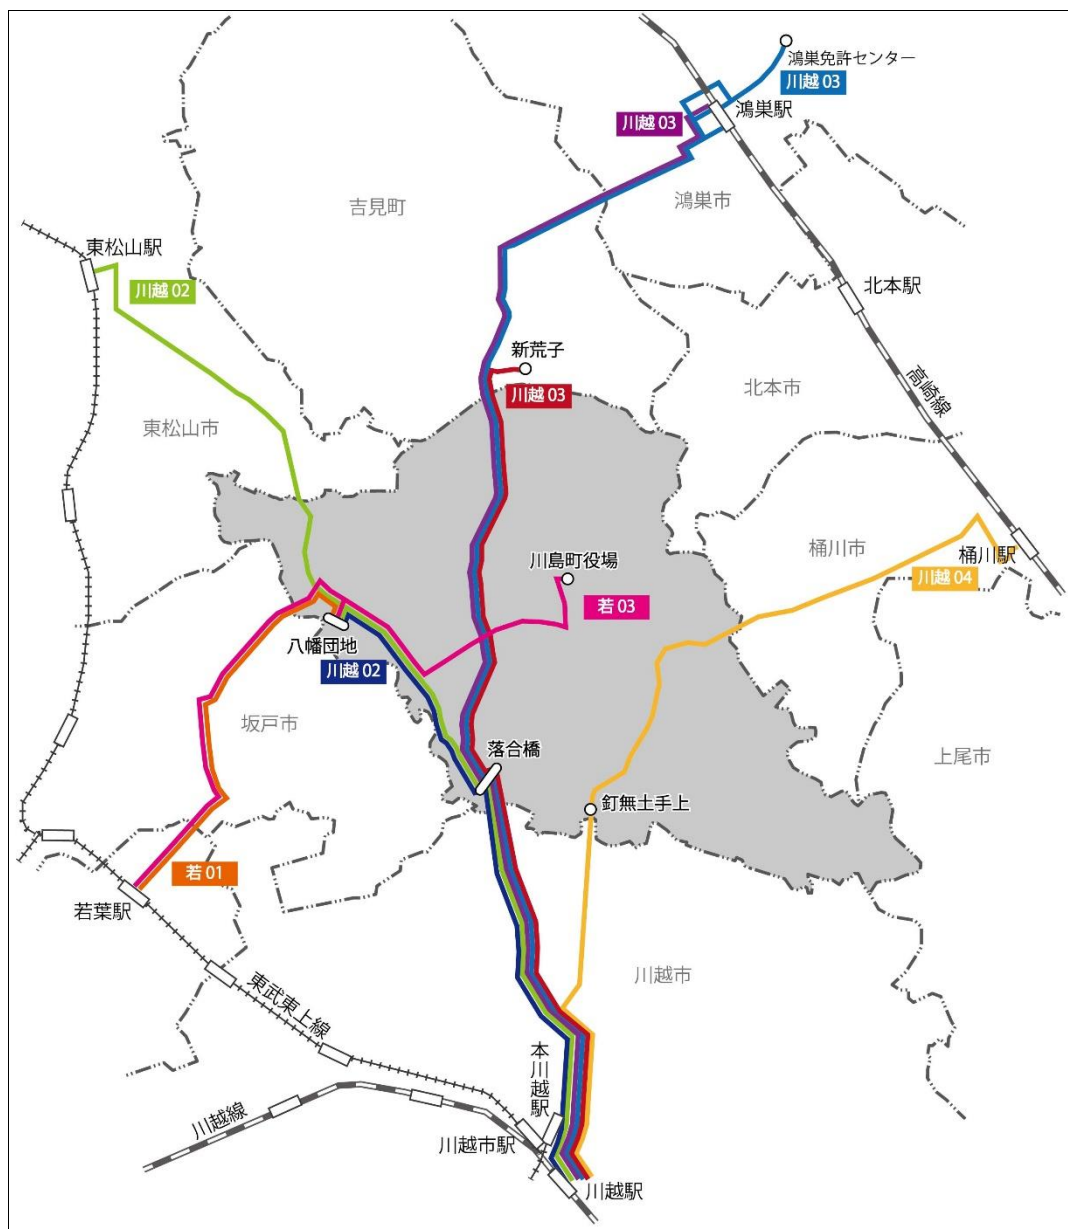 鴻巣免許センター
川越 03
鴻巣駅
川越 03
吉見町
鴻巣市
東松山駅
川越 02
北本駅
新荒子
川越 03
高崎線
北本市
東松山市
桶川市
桶川駅
川越 04
川島町役場
若 03
八幡団地
川越 02
坂戸市
落合橋
上尾市
釘無土手上
若 01
若葉駅
川越市
東武東上線
本川越駅
川越線
川越市駅
川越駅